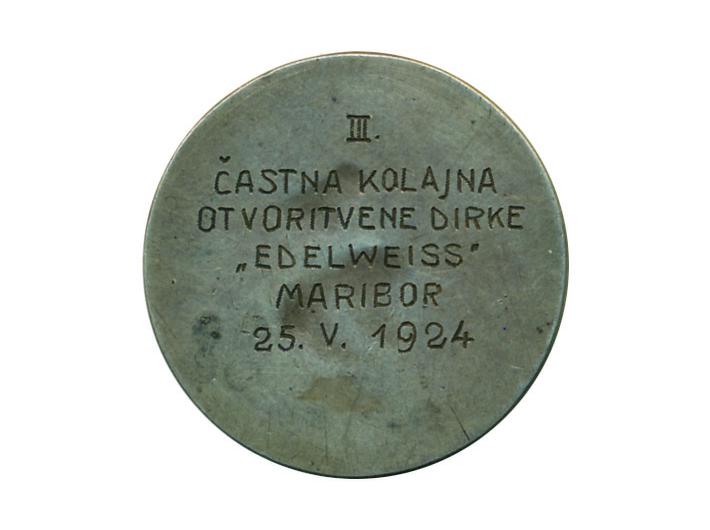 III.
ČASTNA KOLAJNA
OTVORITVENE DIRKE
„EDELWEISS"
MARIBOR
25. V. 1924